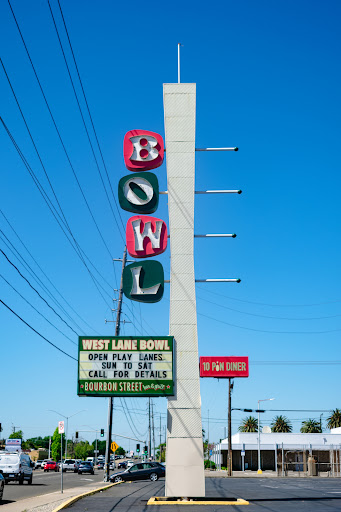 B
O
W
L
WEST LANE BOWL
OPEN PLAY LANES
SUN TO SAT
CALL FOR DETAILS
BOURBON STREET
10 PIN DINER